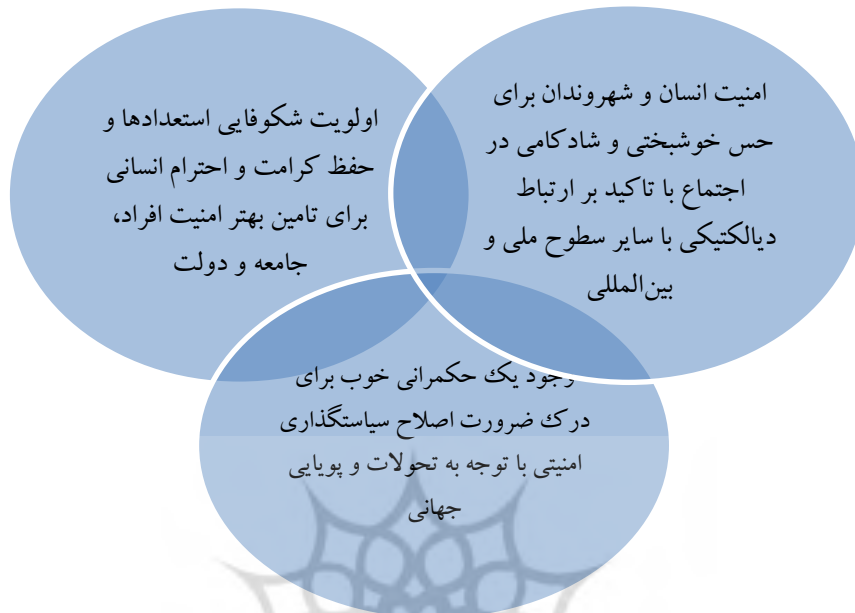 امنیت انسان و شهروندان برای
حس خوشبختی و شادکامی در
اجتماع با تاکید بر ارتباط
دیالکتیکی با سایر سطوح ملی و
بین‌المللی
اولویت شکوفایی استعدادها و
حفظ کرامت و احترام انسانی
برای تامین بهتر امنیت افراد،
جامعه و دولت
وجود یک حکمرانی خوب برای
درک ضرورت اصلاح سیاستگذاری
امنیتی با توجه به تحولات و پویایی
جهانی